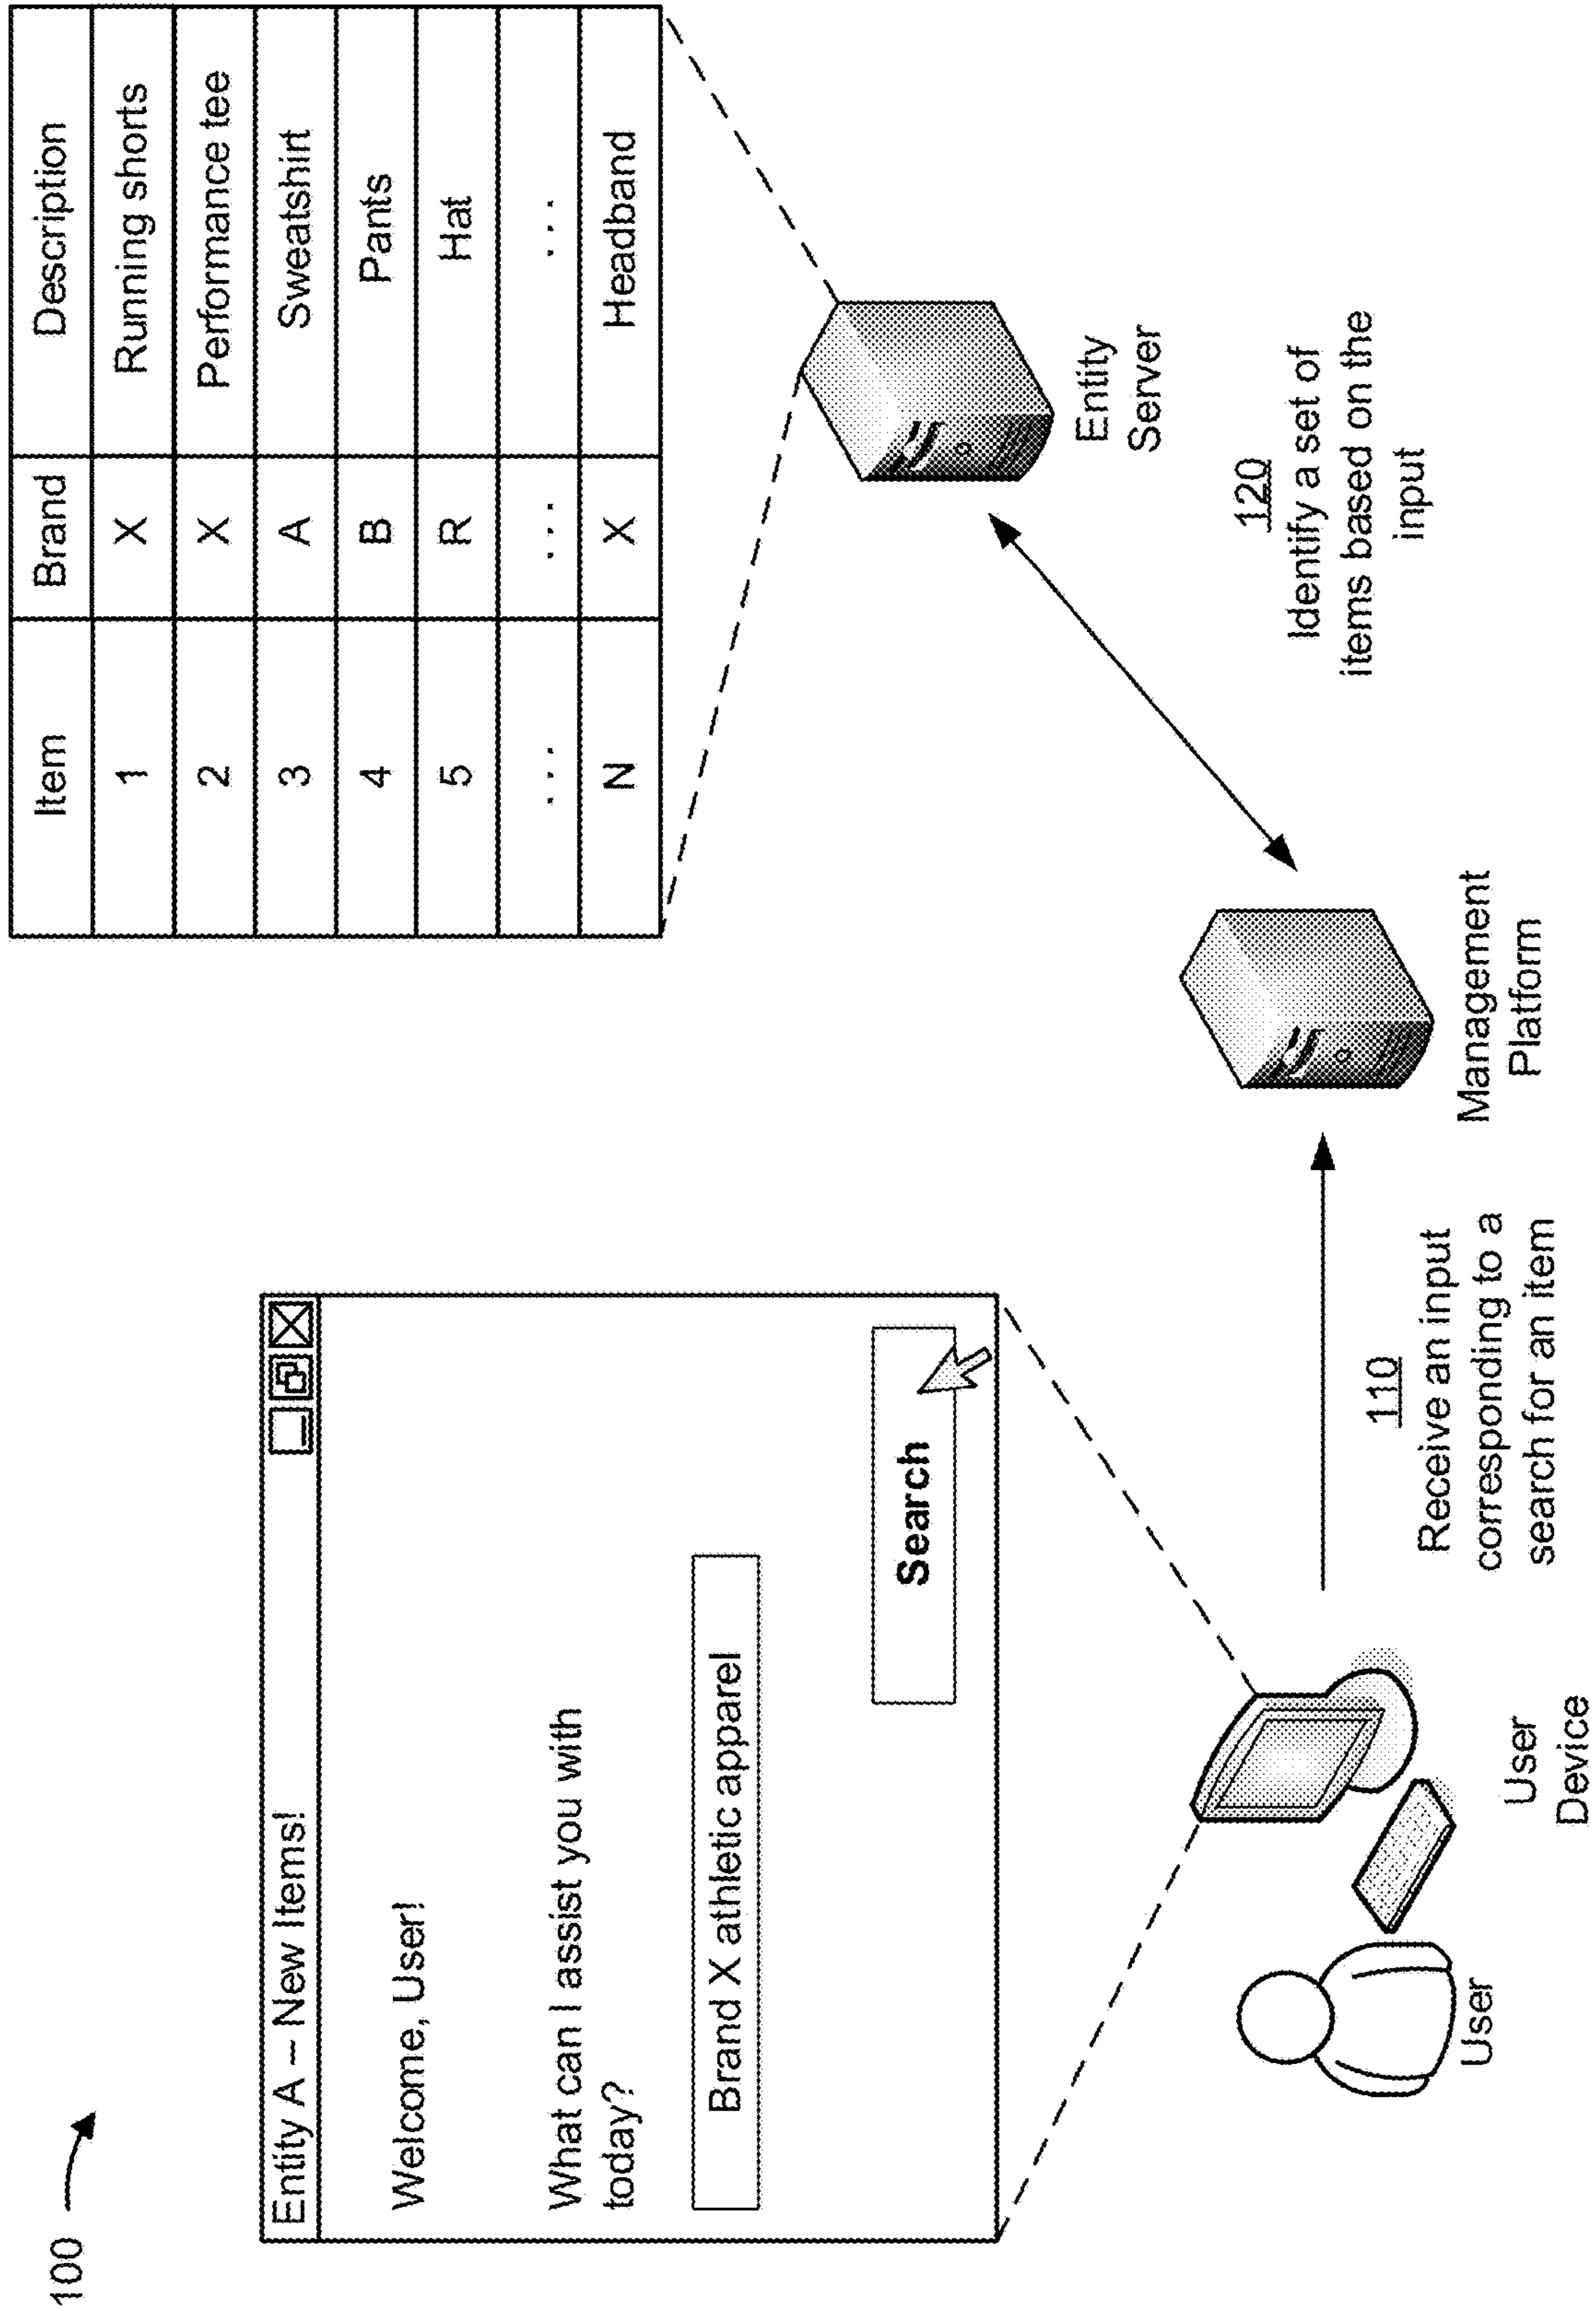 100
Entity A – New Items!
Welcome, User!
What can I assist you with
today?
Brand X athletic apparel
Search
Item Brand Description
1 X Running shorts
2 X Performance tee
3 A Sweatshirt
4 B Pants
5 R Hat
... ... ...
N X Headband
User
User
Device
110
Receive an input
corresponding to a
search for an item
Management
Platform
Entity
Server
120
Identify a set of
items based on the
input